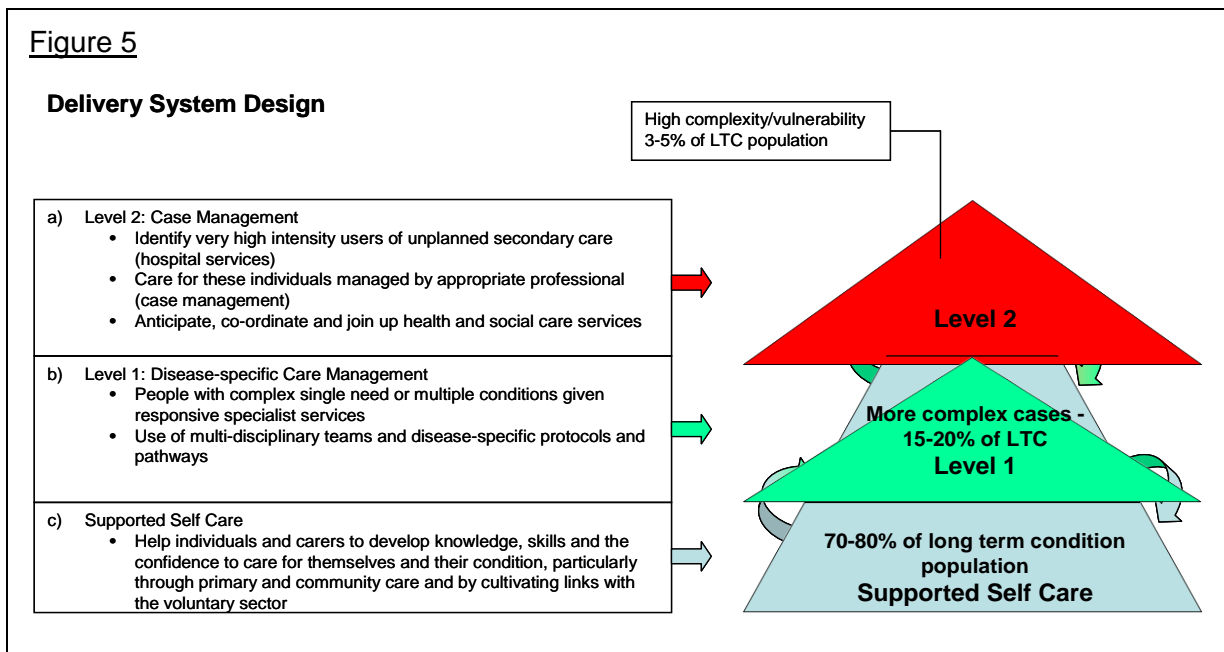 Figure 5
Delivery System Design
High complexity/vulnerability
3-5% of LTC population
a) Level 2: Case Management
• Identify very high intensity users of unplanned secondary care
(hospital services)
• Care for these individuals managed by appropriate professional
(case management)
• Anticipate, co-ordinate and join up health and social care services
b) Level 1: Disease-specific Care Management
• People with complex single need or multiple conditions given
responsive specialist services
• Use of multi-disciplinary teams and disease-specific protocols and
pathways
c) Supported Self Care
• Help individuals and carers to develop knowledge, skills and the
confidence to care for themselves and their condition, particularly
through primary and community care and by cultivating links with
the voluntary sector
Level 2
More complex cases -
15-20% of LTC
Level 1
70-80% of long term condition
population
Supported Self Care